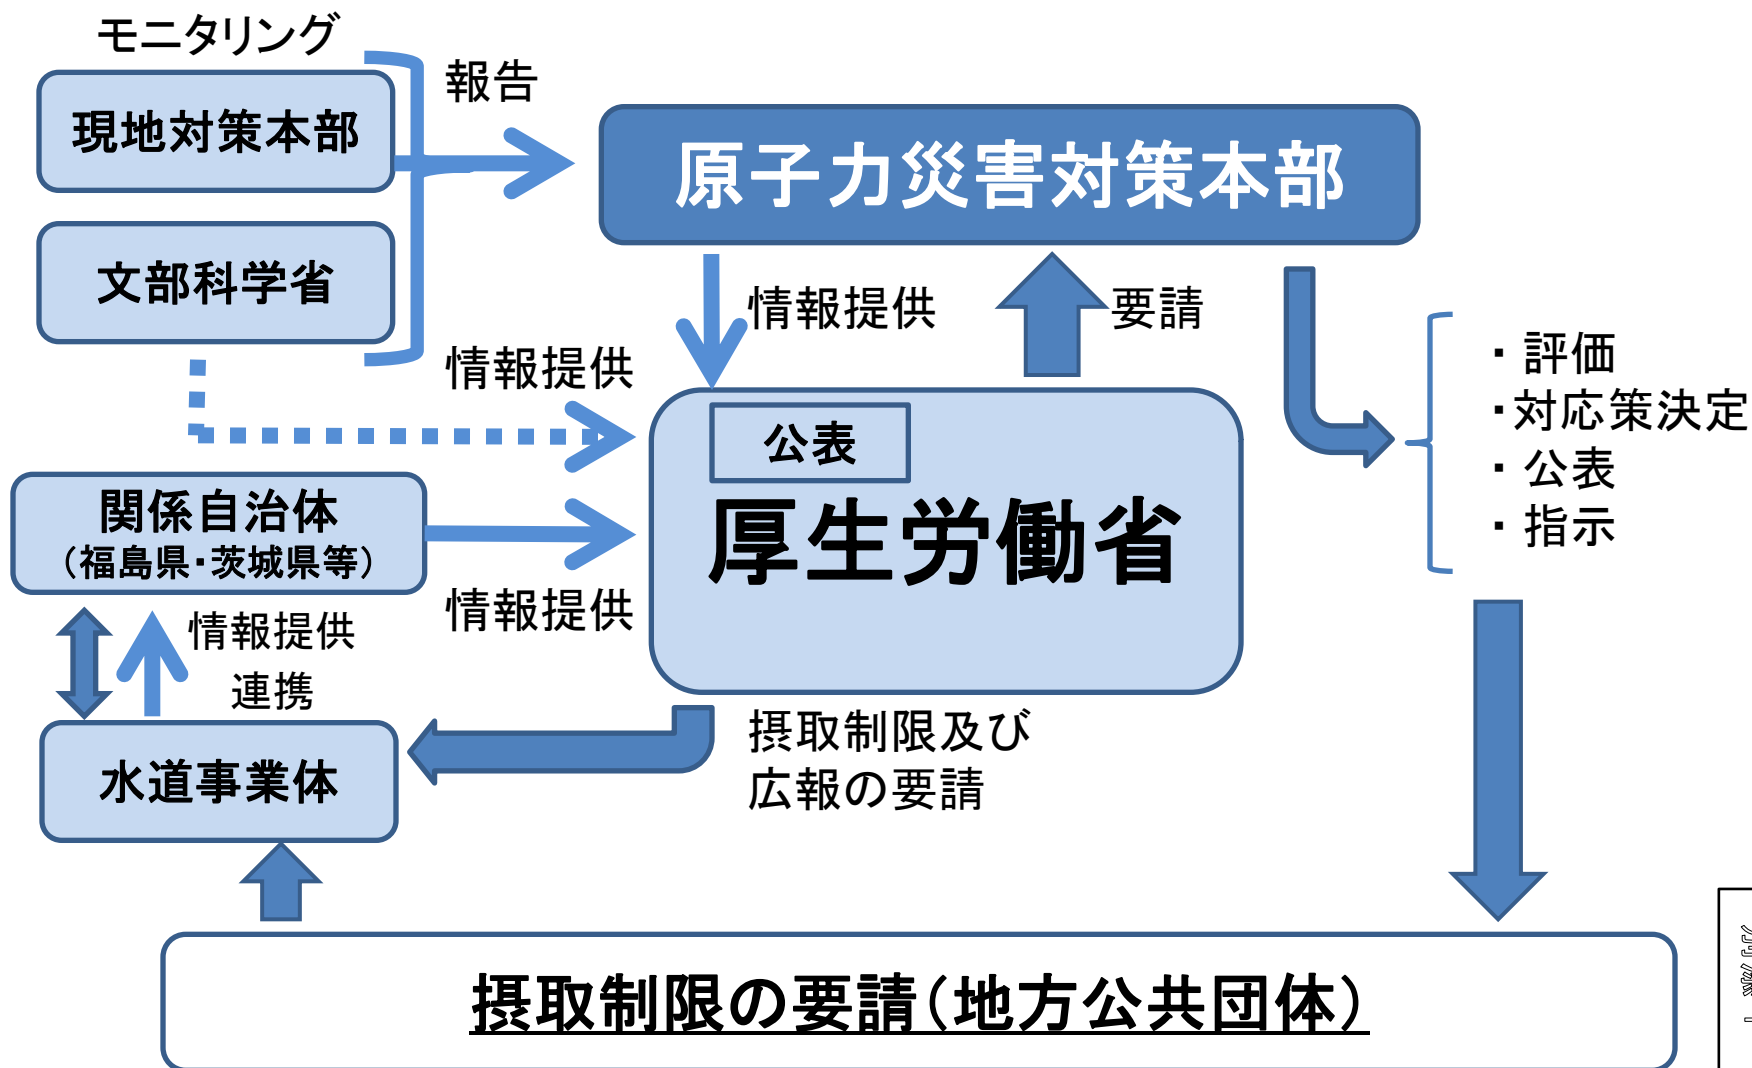 モニタリング
現地対策本部
文部科学省
報告
原子力災害対策本部
情報提供
要請
・評価
・対応策決定
・公表
・指示
情報提供
公表
厚生労働省
関係自治体
（福島県・茨城県等）
情報提供
情報提供
連携
水道事業体
摂取制限及び
広報の要請
摂取制限の要請（地方公共団体）